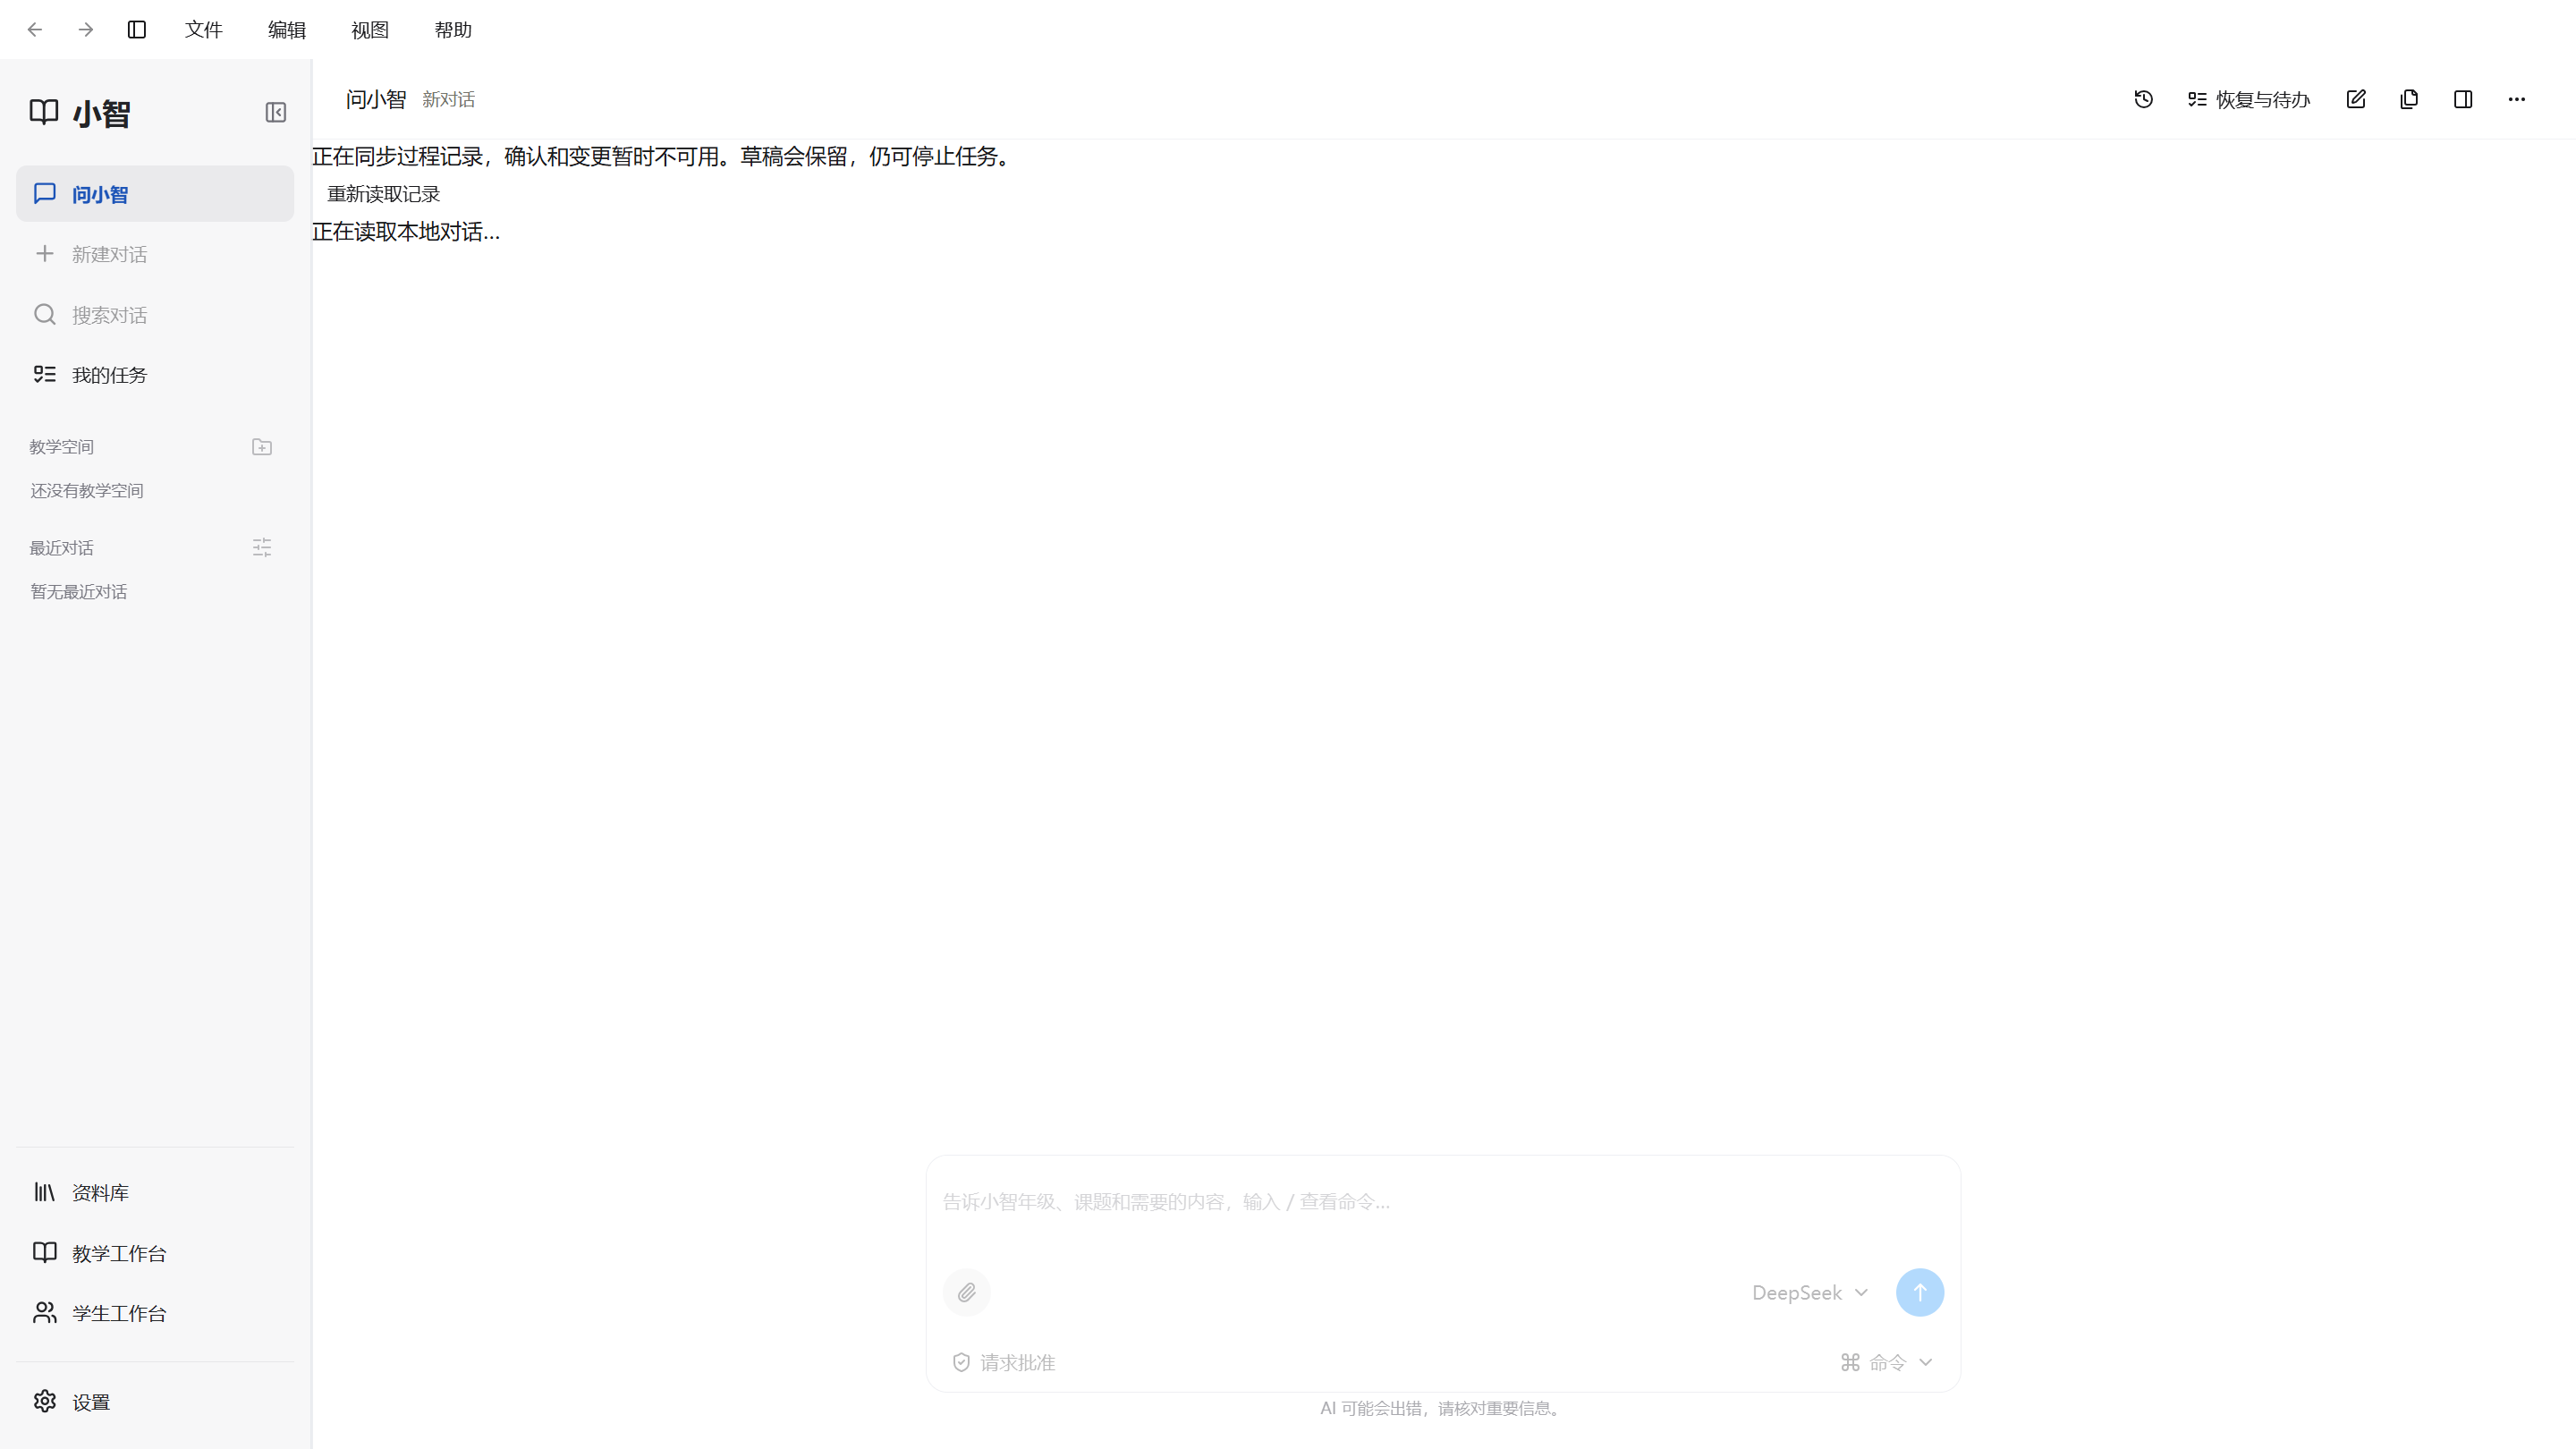 文件 编辑 视图 帮助
小智
问小智
新建对话
搜索对话
我的任务
教学空间
还没有教学空间
最近对话
暂无最近对话
资料库
教学工作台
学生工作台
设置
问小智 新对话
恢复与待办
正在同步过程记录，确认和变更暂时不可用。草稿会保留，仍可停止任务。
重新读取记录
正在读取本地对话...
告诉小智年级、课题和需要的内容，输入 / 查看命令...
DeepSeek
请求批准
命令
AI 可能会出错，请核对重要信息。